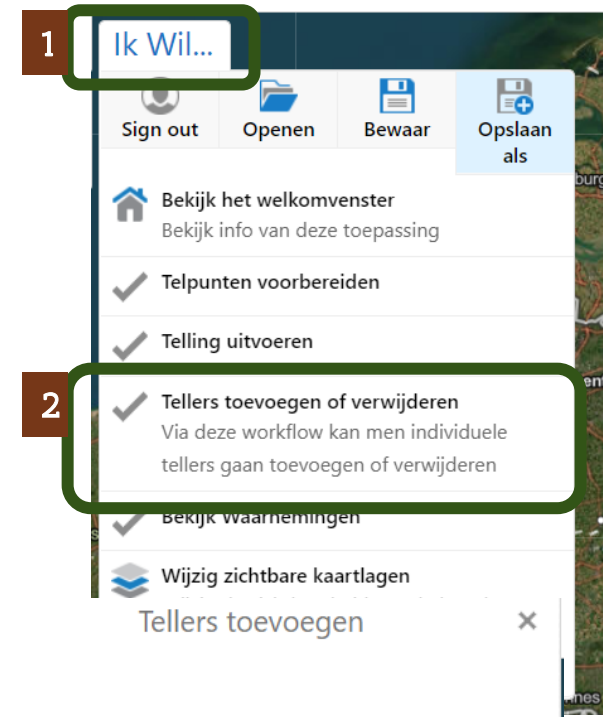 1
Ik Wil...
Sign out Openen Bewaar Opslaan als
Bekijk het welkomvenster
Bekijk info van deze toepassing
Telpunten voorbereiden
Telling uitvoeren
2
Tellers toevoegen of verwijderen
Via deze workflow kan men individuele
tellers gaan toevoegen of verwijderen
Bekijk Waarnemingen
Wijzig zichtbare kaartlagen
Tellers toevoegen